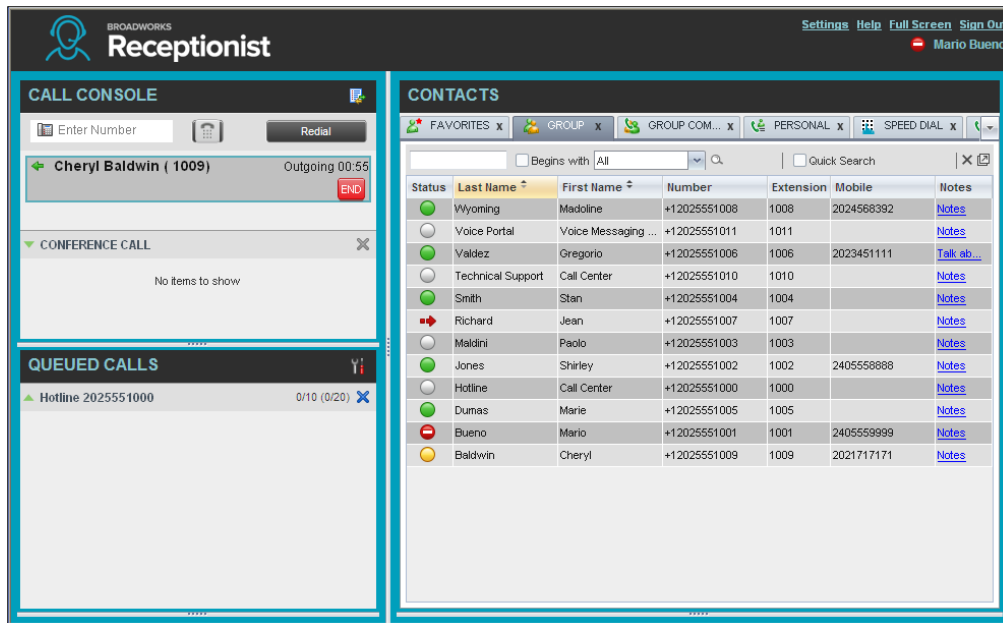 BROADWORKS
Receptionist
Settings Help Full Screen Sign Ou
Mario Bueno
CALL CONSOLE
Enter Number
Redial
Cheryl Baldwin ( 1009)
Outgoing 00:55
END
CONFERENCE CALL
No items to show
QUEUED CALLS
Hotline 2025551000
0/10 (0/20)
CONTACTS
FAVORITES x GROUP x GROUP COM... x PERSONAL x SPEED DIAL x
Begins with All Quick Search
Status Last Name First Name Number Extension Mobile Notes
Wyoming Madoline +12025551008 1008 2024568392 Notes
Voice Portal Voice Messaging ... +12025551011 1011 Notes
Valdez Gregorio +12025551006 1006 2023451111 Talk ab...
Technical Support Call Center +12025551010 1010 Notes
Smith Stan +12025551004 1004 Notes
Richard Jean +12025551007 1007 Notes
Maldini Paolo +12025551003 1003 Notes
Jones Shirley +12025551002 1002 2405558888 Notes
Hotline Call Center +12025551000 1000 Notes
Dumas Marie +12025551005 1005 Notes
Bueno Mario +12025551001 1001 2405559999 Notes
Baldwin Cheryl +12025551009 1009 2021717171 Notes